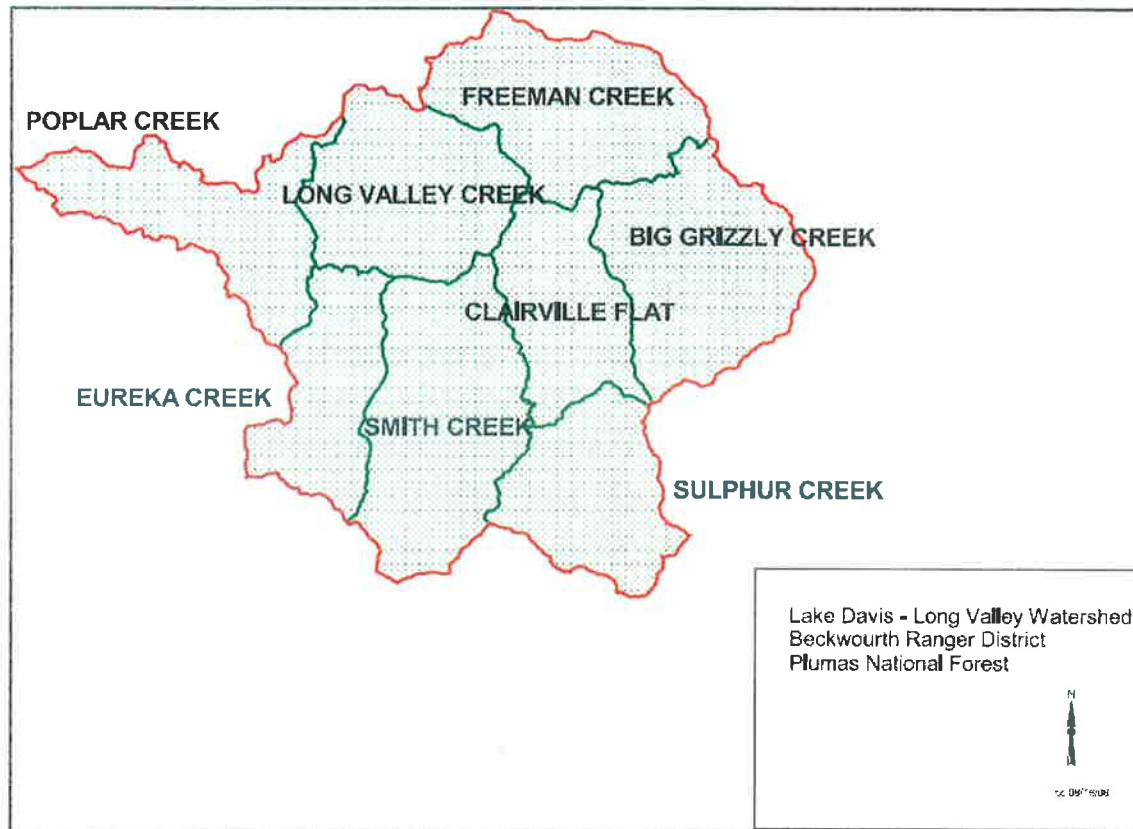 FREEMAN CREEK
POPLAR CREEK
LONG VALLEY CREEK
BIG GRIZZLY CREEK
CLAIRVILLE FLAT
EUREKA CREEK
SMITH CREEK
SULPHUR CREEK
Lake Davis - Long Valley Watershed
Beckwourth Ranger District
Plumas National Forest
N